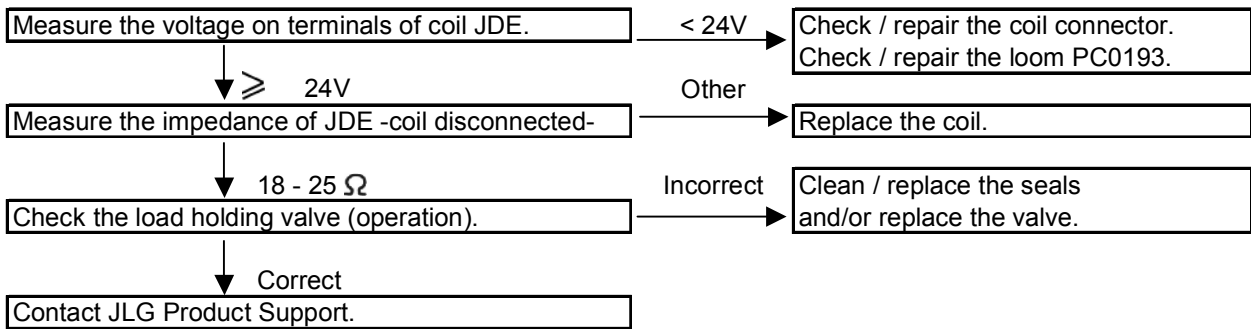 Measure the voltage on terminals of coil JDE.
< 24V
Check / repair the coil connector.
Check / repair the loom PC0193.
⩾ 24V
Other
Measure the impedance of JDE -coil disconnected-
Replace the coil.
18 - 25 Ω
Incorrect
Clean / replace the seals
and/or replace the valve.
Check the load holding valve (operation).
Correct
Contact JLG Product Support.